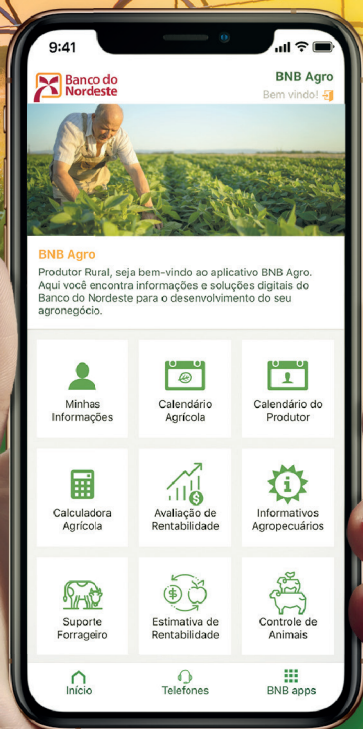 9:41
Banco do
Nordeste
BNB Agro
Bem vindo!
BNB Agro
Produtor Rural, seja bem-vindo ao aplicativo BNB Agro.
Aqui você encontra informações e soluções digitais do
Banco do Nordeste para o desenvolvimento do seu
agronegócio.
Minhas
Informações
Calendário
Agrícola
Calendário do
Produtor
Calculadora
Agrícola
Avaliação de
Rentabilidade
Informativos
Agropecuários
Suporte
Forrageiro
Estimativa de
Rentabilidade
Controle de
Animais
Início
Telefones
BNB apps